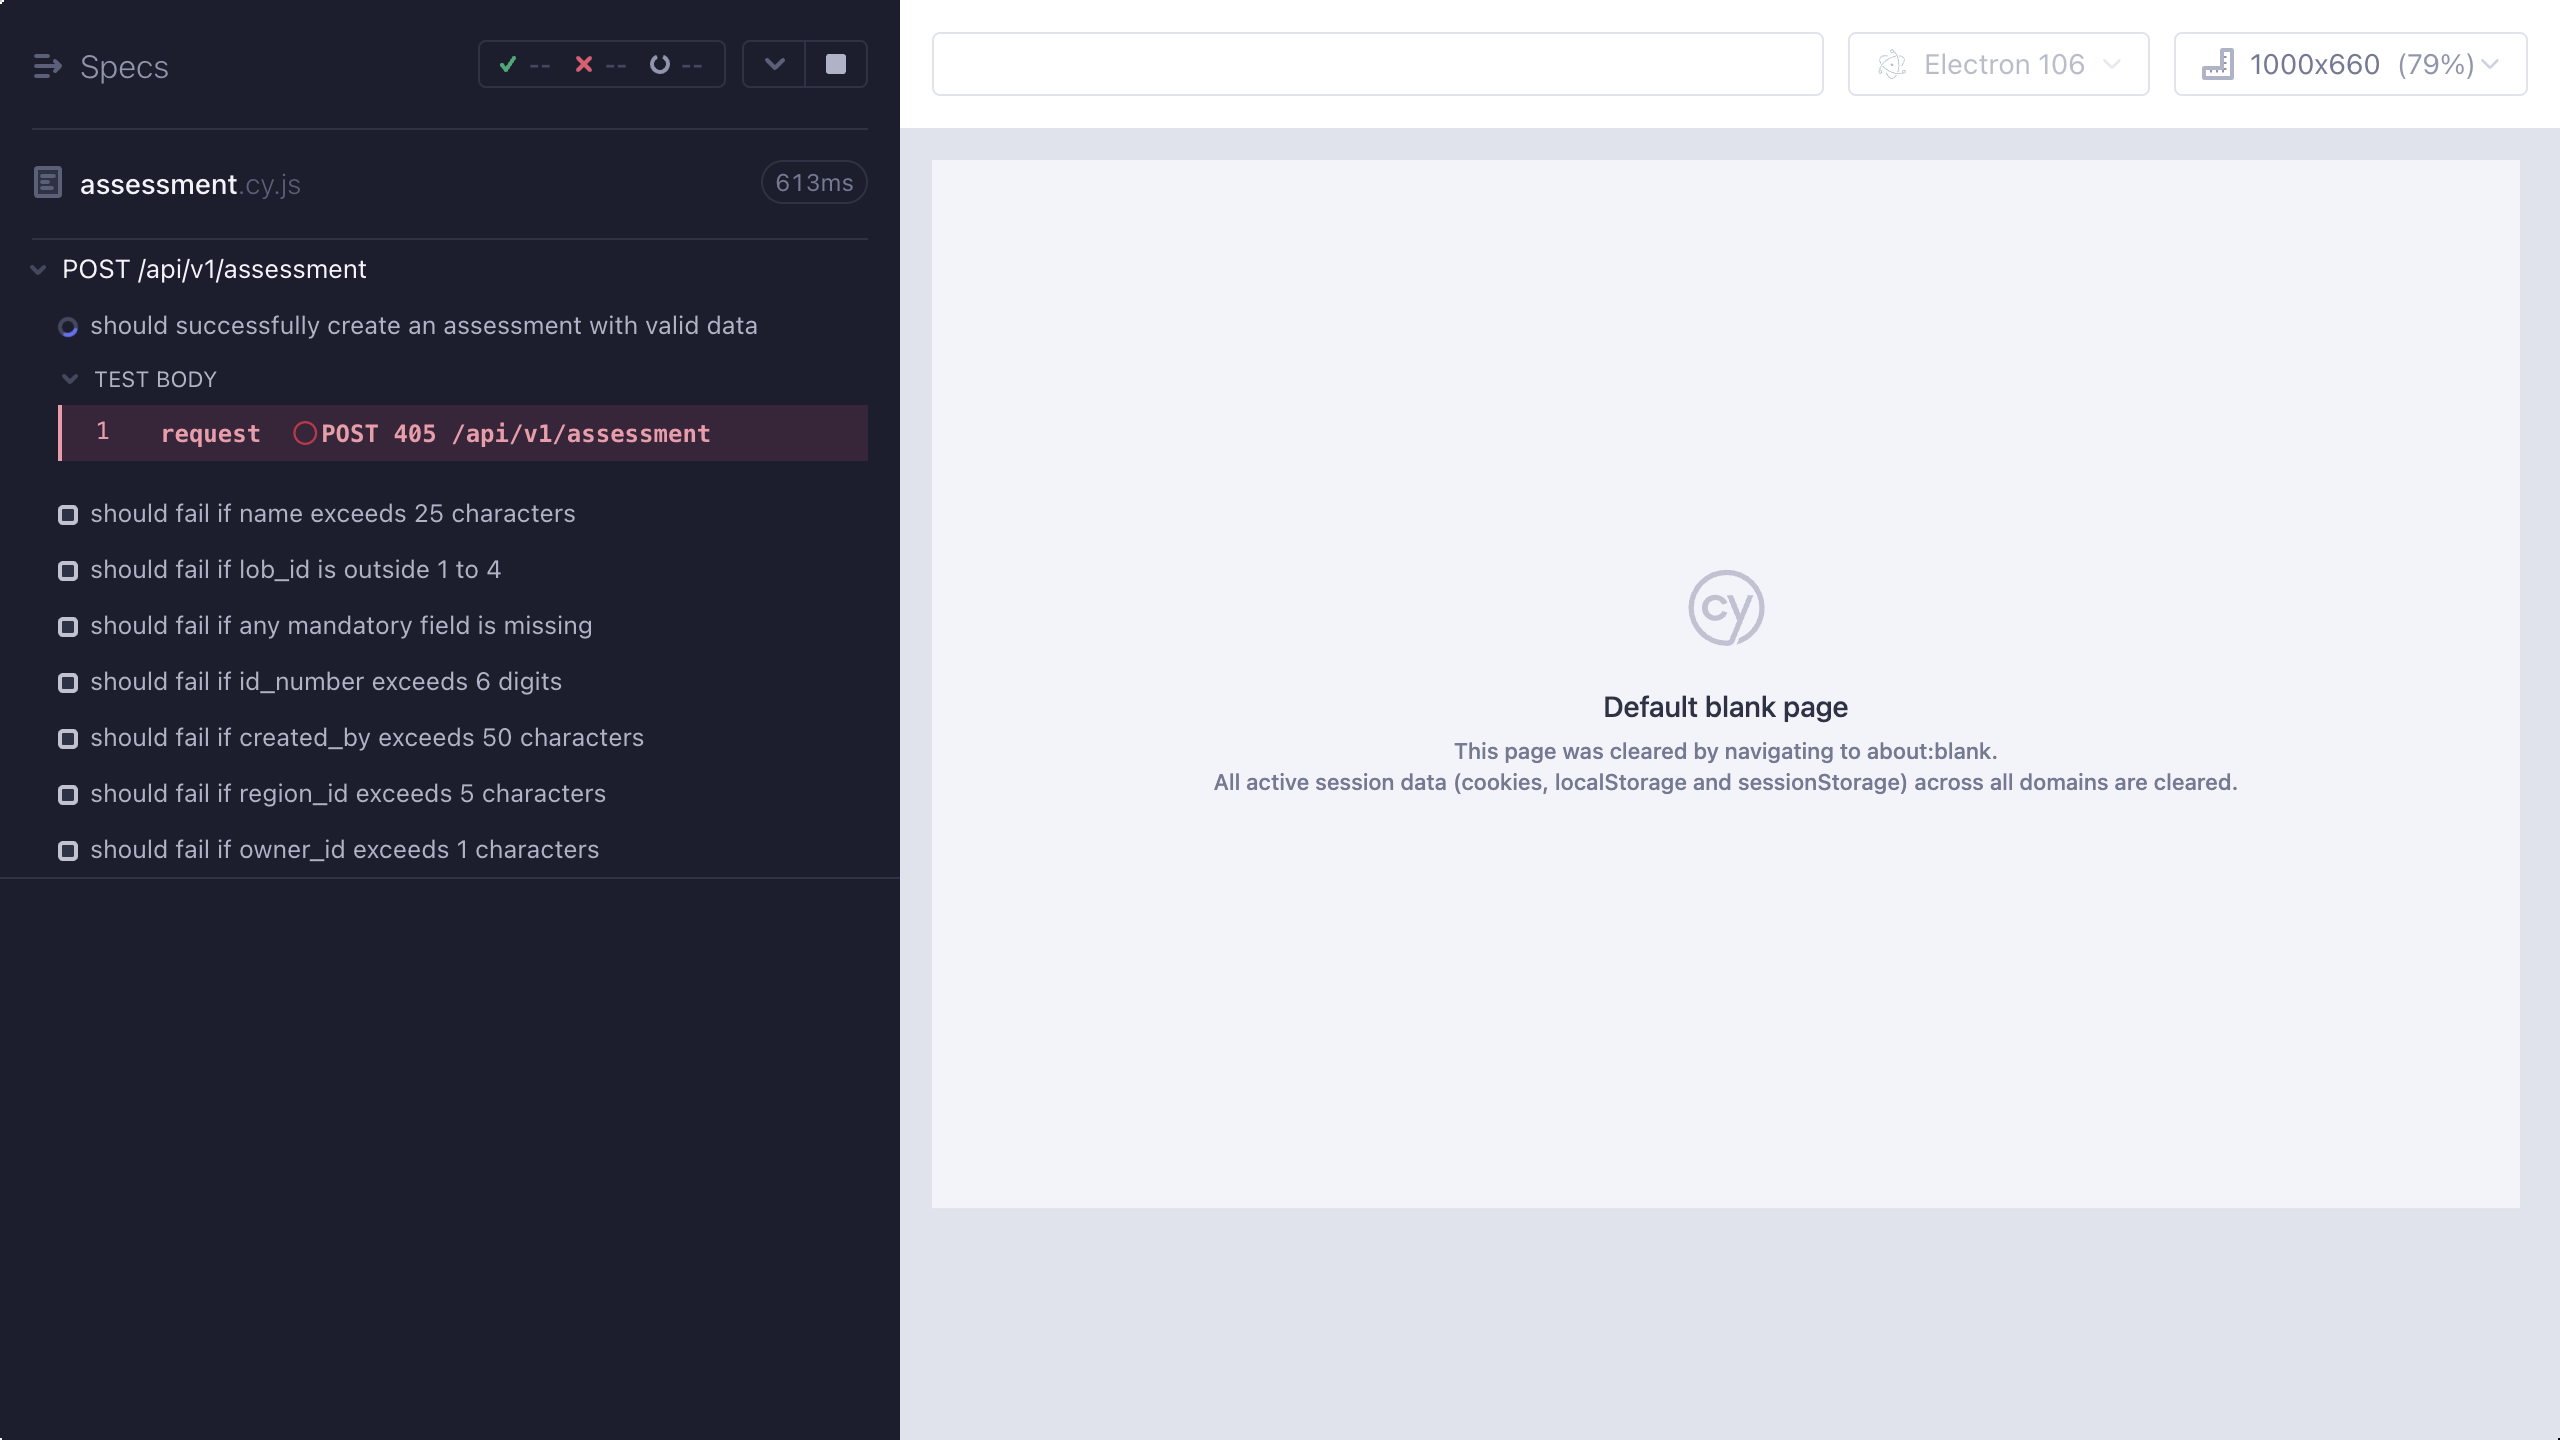 Specs
-- -- --
assessment.cy.js
613ms
POST /api/v1/assessment
should successfully create an assessment with valid data
TEST BODY
1 request POST 405 /api/v1/assessment
should fail if name exceeds 25 characters
should fail if lob_id is outside 1 to 4
should fail if any mandatory field is missing
should fail if id_number exceeds 6 digits
should fail if created_by exceeds 50 characters
should fail if region_id exceeds 5 characters
should fail if owner_id exceeds 1 characters
Electron 106
1000x660 (79%)
cy
Default blank page
This page was cleared by navigating to about:blank.
All active session data (cookies, localStorage and sessionStorage) across all domains are cleared.